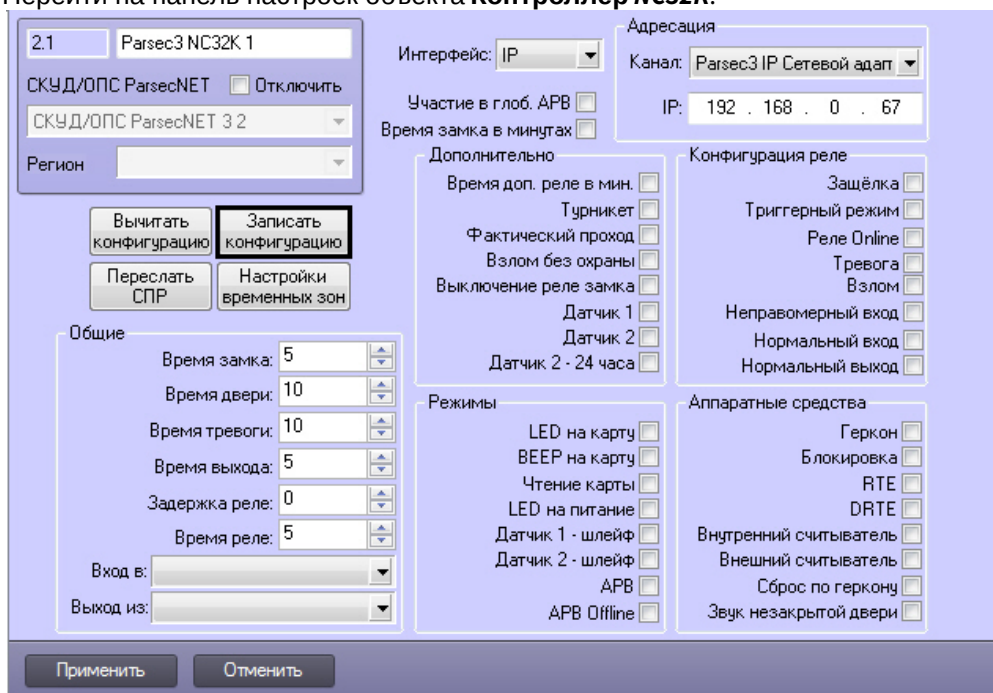 Перейти на панель настроек объекта Контроллер NC32K.
2.1
Parsec3 NC32K 1
СКУД/ОПС ParsecNET
Отключить
СКУД/ОПС ParsecNET 3 2
Регион
Интерфейс: IP
Участие в глоб. APB
Время замка в минутах
Адресация
Канал: Parsec3 IP Сетевой адап
IP: 192 . 168 . 0 . 67
Вычитать
конфигурацию
Записать
конфигурацию
Переслать
СПР
Настройки
временных зон
Общие
Время замка: 5
Время двери: 10
Время тревоги: 10
Время выхода: 5
Задержка реле: 0
Время реле: 5
Вход в:
Выход из:
Дополнительно
Время доп. реле в мин.
Турникет
Фактический проход
Взлом без охраны
Выключение реле замка
Датчик 1
Датчик 2
Датчик 2 - 24 часа
Конфигурация реле
Защёлка
Триггерный режим
Реле Online
Тревога
Взлом
Неправомерный вход
Нормальный вход
Нормальный выход
Режимы
LED на карту
BEEP на карту
Чтение карты
LED на питание
Датчик 1 - шлейф
Датчик 2 - шлейф
APB
APB Offline
Аппаратные средства
Геркон
Блокировка
RTE
DRTE
Внутренний считыватель
Внешний считыватель
Сброс по геркону
Звук незакрытой двери
Применить
Отменить